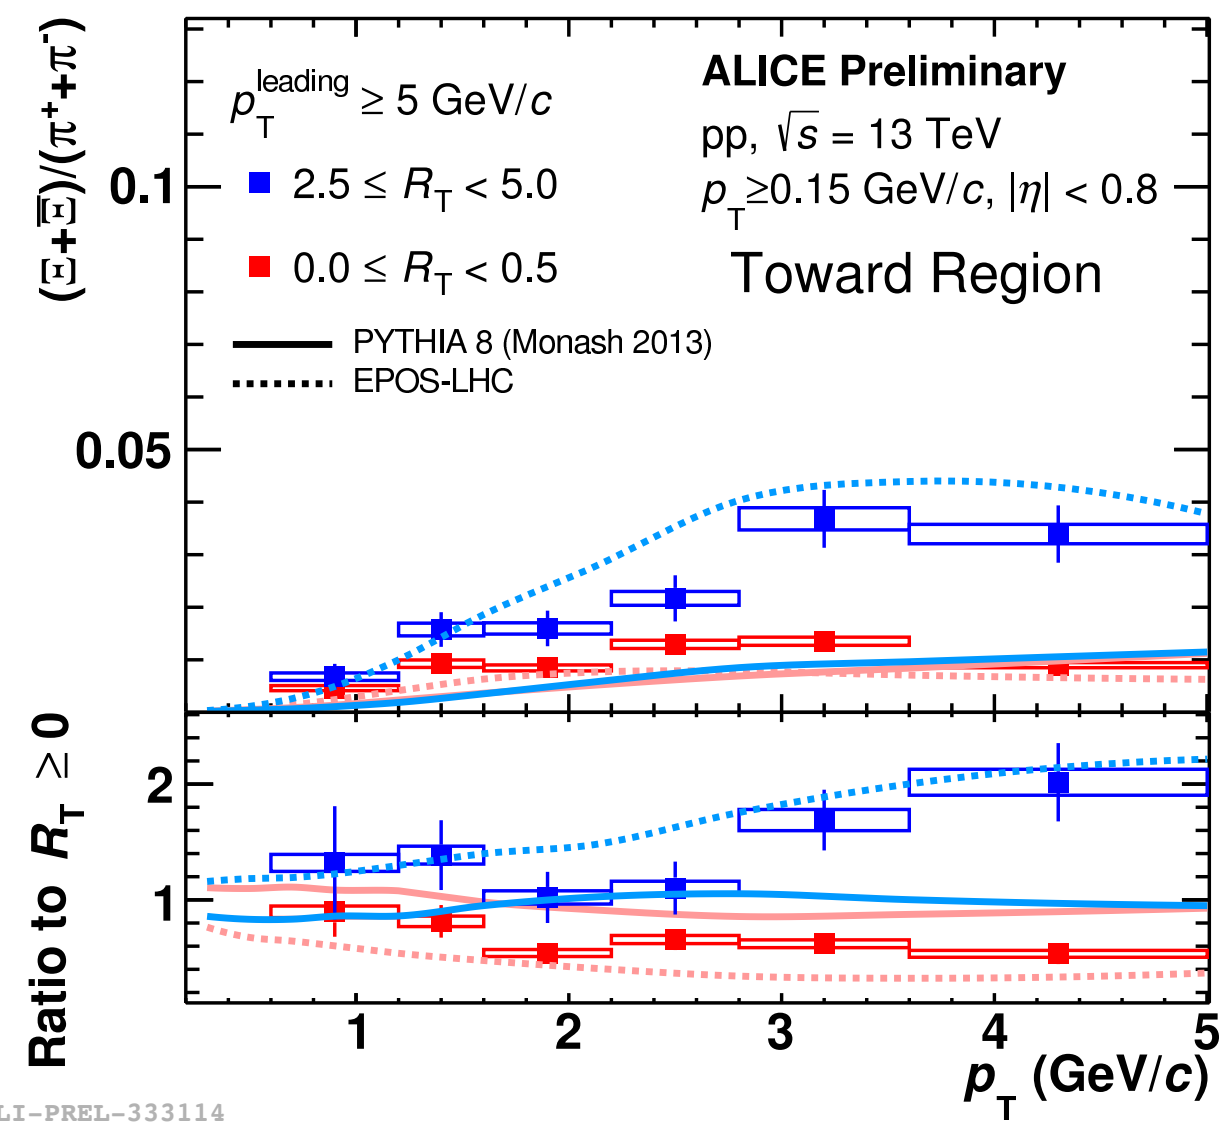 (Ξ+Ξ̅)/(π⁺+π⁻)
p_T^leading ≥ 5 GeV/c
2.5 ≤ R_T < 5.0
0.0 ≤ R_T < 0.5
PYTHIA 8 (Monash 2013)
EPOS-LHC
ALICE Preliminary
pp, √s = 13 TeV
p_T≥0.15 GeV/c, |η| < 0.8
Toward Region
0.1
0.05
Ratio to R_T ≥ 0
2
1
1 2 3 4 5
p_T (GeV/c)
LI-PREL-333114